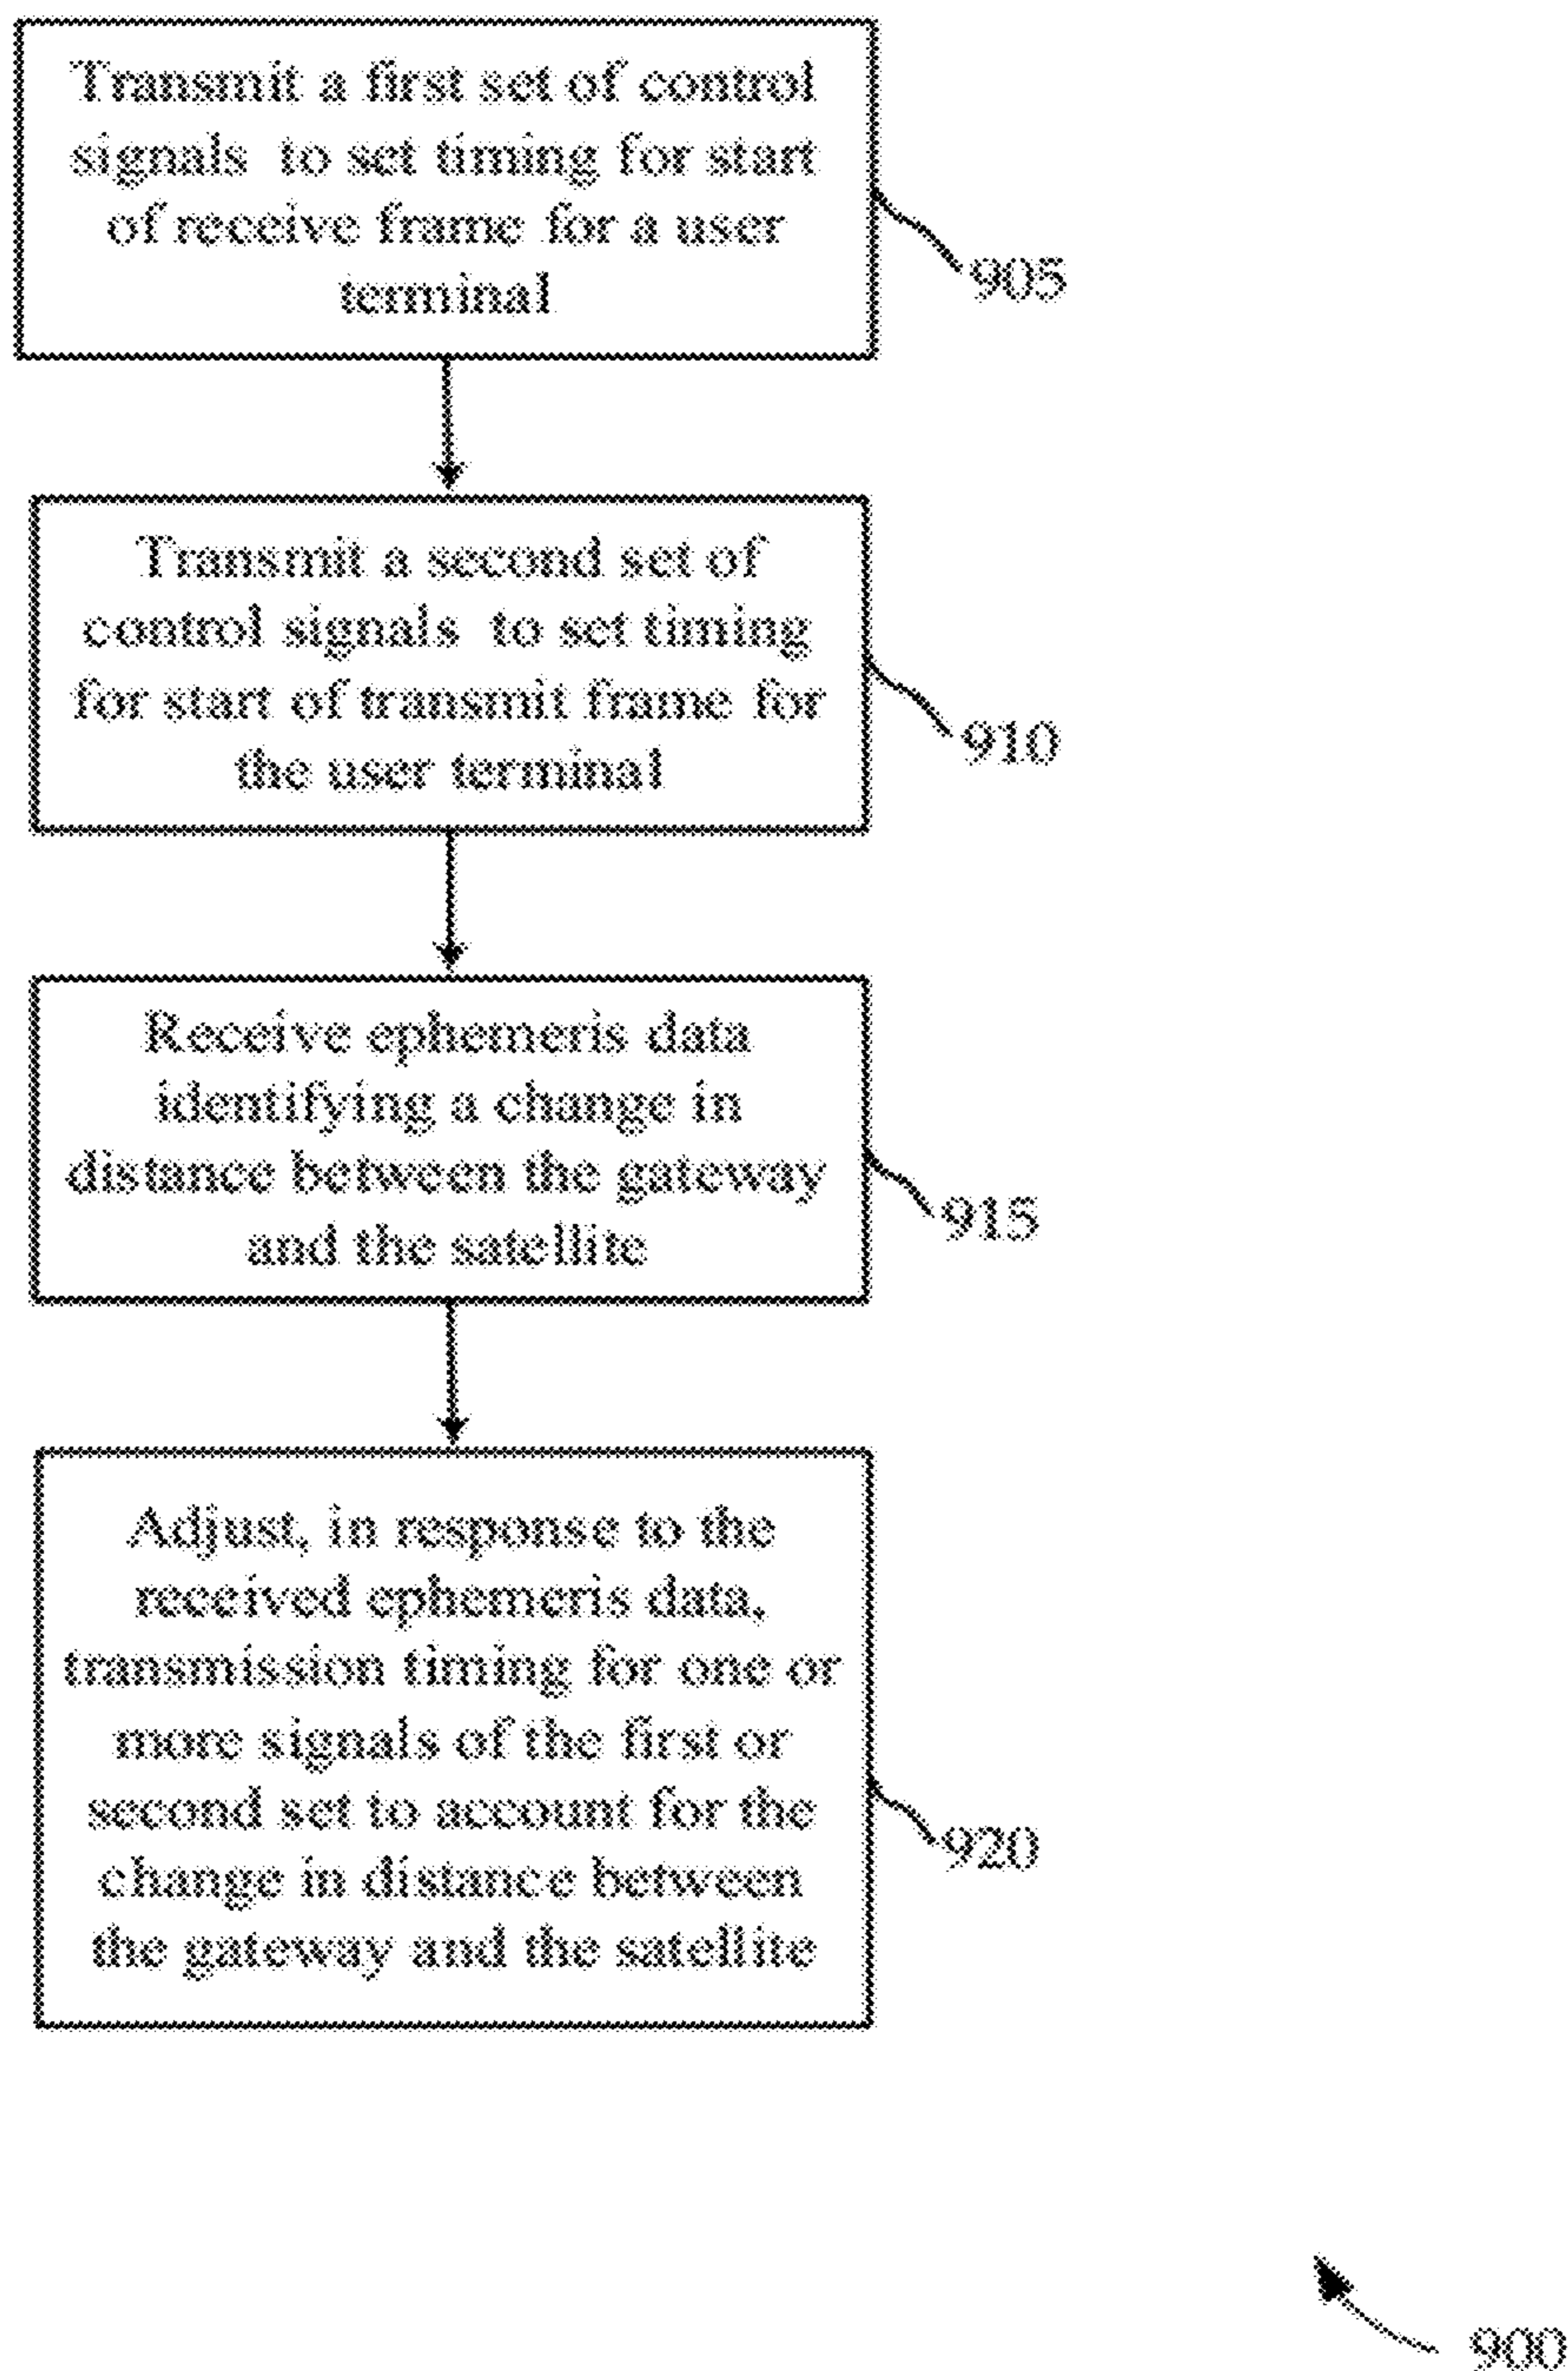 Transmit a first set of control
signals to set timing for start
of receive frame for a user
terminal
905
Transmit a second set of
control signals to set timing
for start of transmit frame for
the user terminal
910
Receive ephemeris data
identifying a change in
distance between the gateway
and the satellite
915
Adjust, in response to the
received ephemeris data,
transmission timing for one or
more signals of the first or
second set to account for the
change in distance between
the gateway and the satellite
920
900